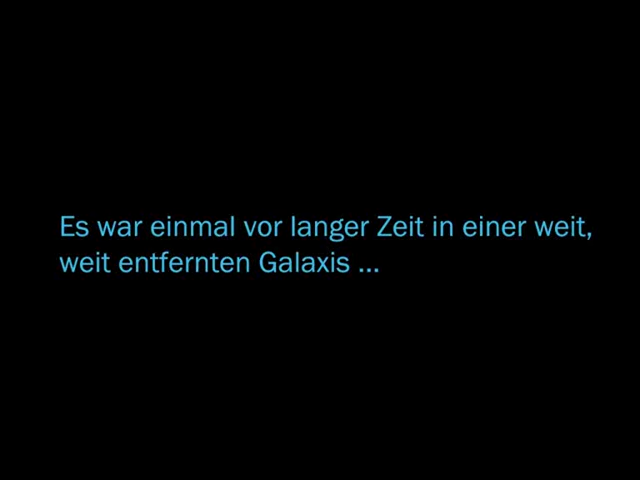 Es war einmal vor langer Zeit in einer weit,
weit entfernten Galaxis ...